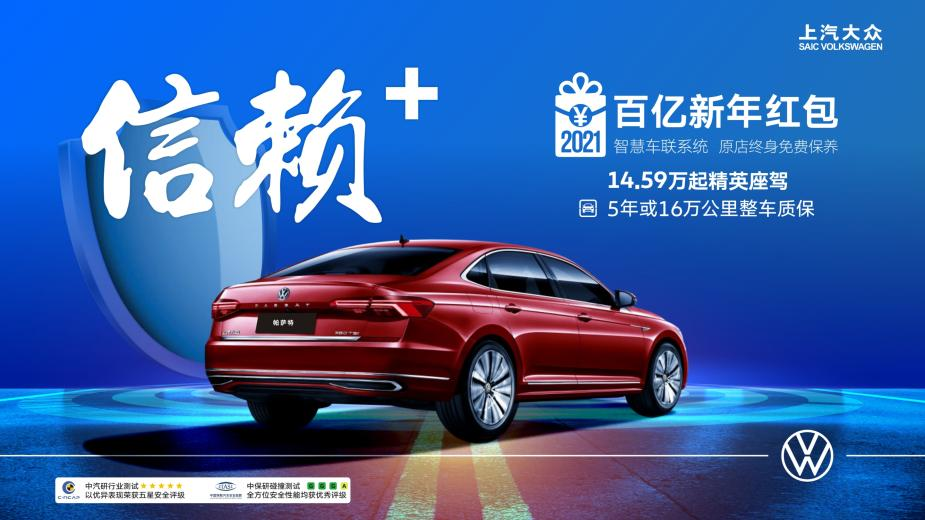 上汽大众
SAIC VOLKSWAGEN
信赖+
百亿新年红包
¥
2021
智慧车联系统 原店终身免费保养
14.59万起精英座驾
5年或16万公里整车质保
PASSAT
帕萨特
C-NCAP
中汽研行业测试★★★★★
以优异表现荣获五星安全评级
中保研碰撞测试 G G G A
全方位安全性能均获优秀评级